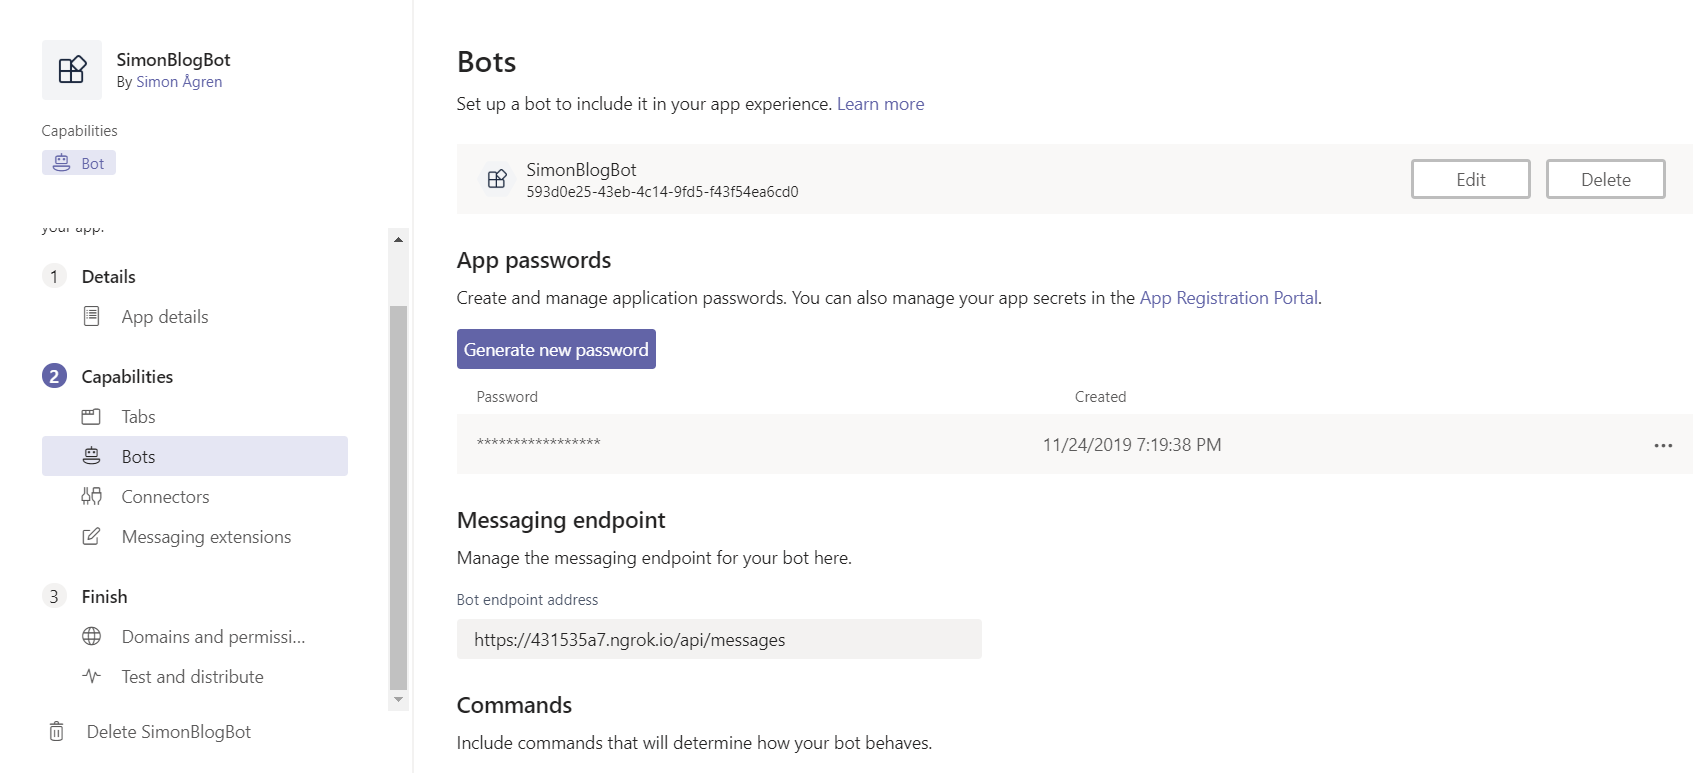 SimonBlogBot
By Simon Ågren
Capabilities
Bot
your app.
1 Details
App details
2 Capabilities
Tabs
Bots
Connectors
Messaging extensions
3 Finish
Domains and permissi...
Test and distribute
Delete SimonBlogBot
Bots
Set up a bot to include it in your app experience. Learn more
SimonBlogBot
593d0e25-43eb-4c14-9fd5-f43f54ea6cd0
Edit
Delete
App passwords
Create and manage application passwords. You can also manage your app secrets in the App Registration Portal.
Generate new password
Password Created
***************** 11/24/2019 7:19:38 PM
Messaging endpoint
Manage the messaging endpoint for your bot here.
Bot endpoint address
https://431535a7.ngrok.io/api/messages
Commands
Include commands that will determine how your bot behaves.